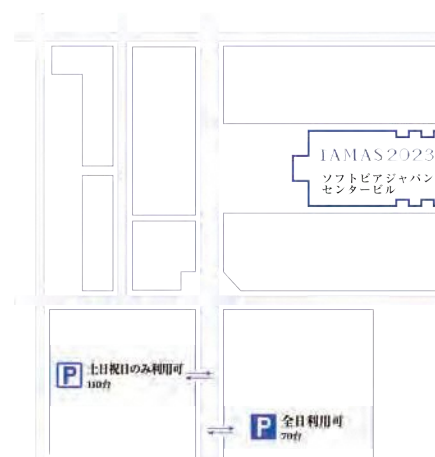 IAMAS2023
ソフトピアジャパン
センタービル
P 土日祝日のみ利用可
110台
P 全日利用可
70台